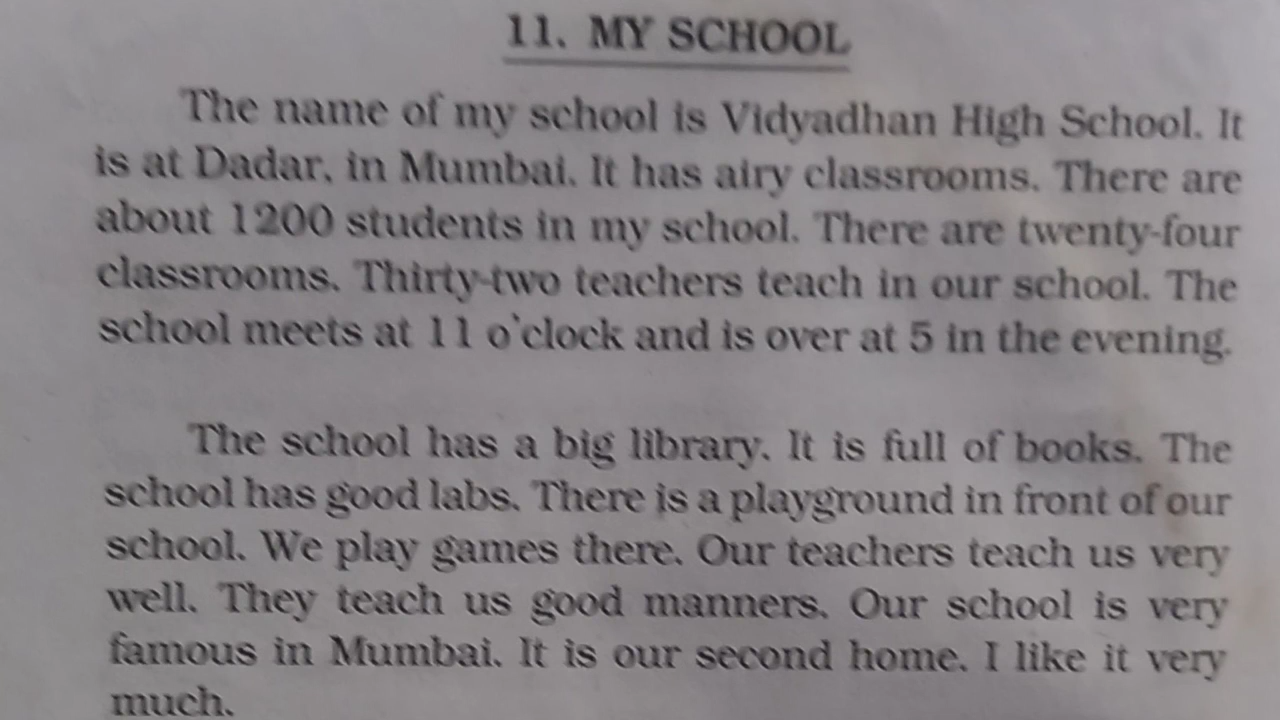 11. MY SCHOOL
The name of my school is Vidyadhan High School. It
is at Dadar, in Mumbai. It has airy classrooms. There are
about 1200 students in my school. There are twenty-four
classrooms. Thirty-two teachers teach in our school. The
school meets at 11 o'clock and is over at 5 in the evening.
The school has a big library. It is full of books. The
school has good labs. There is a playground in front of our
school. We play games there. Our teachers teach us very
well. They teach us good manners. Our school is very
famous in Mumbai. It is our second home. I like it very
much.